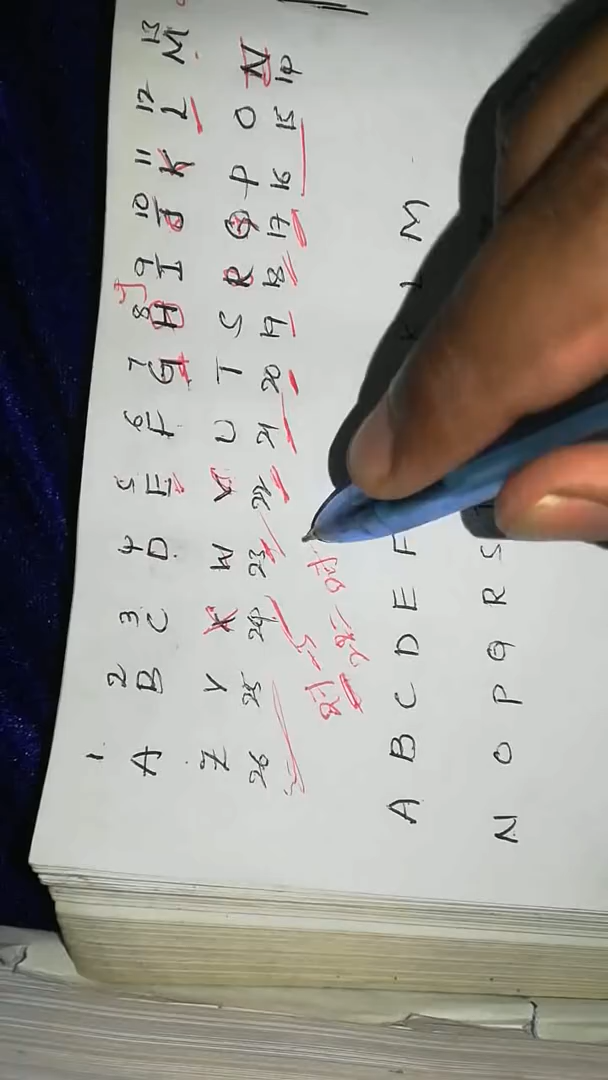 1 2 3 4 5 6 7 8 9 10 11 12 13
A B C D E F G H I J K L M
Z Y X W V U T S R Q P O N
26 25 24 23 22 21 20 19 18 17 16 15 14
A B C D E F K L M
N O P Q R S